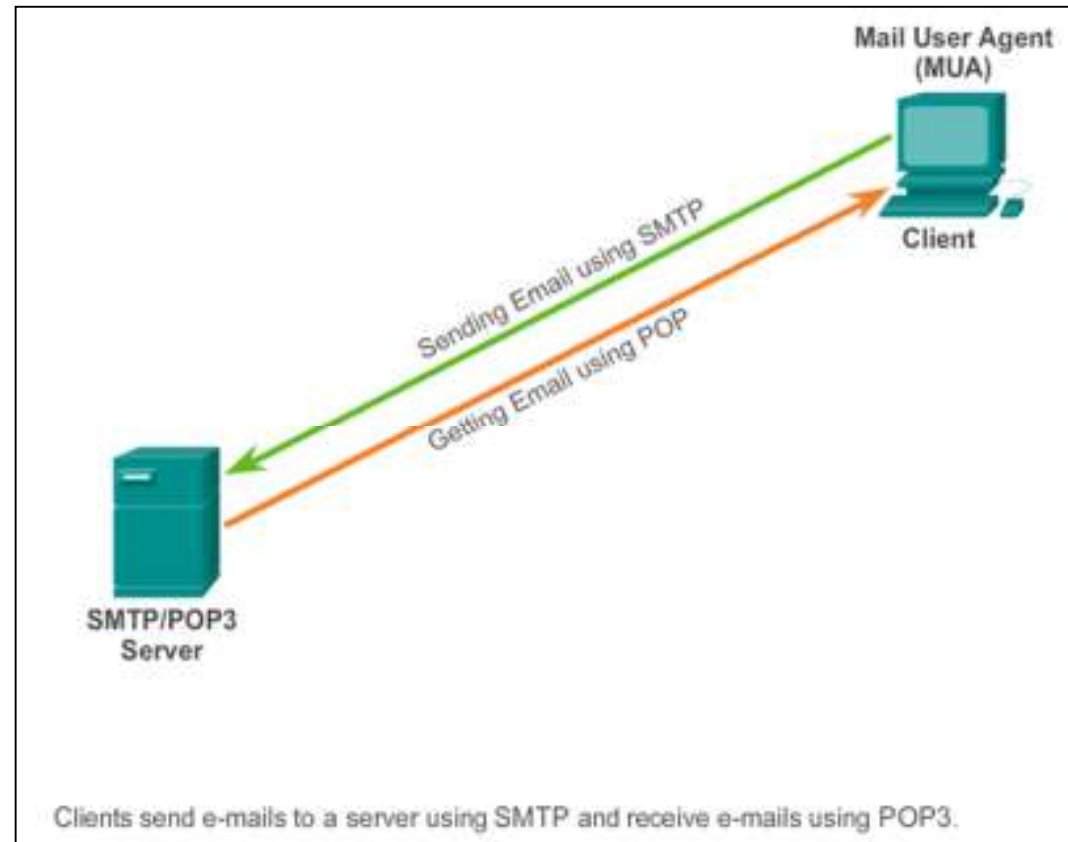 Mail User Agent
(MUA)
Client
Sending Email using SMTP
Getting Email using POP
SMTP/POP3
Server
Clients send e-mails to a server using SMTP and receive e-mails using POP3.